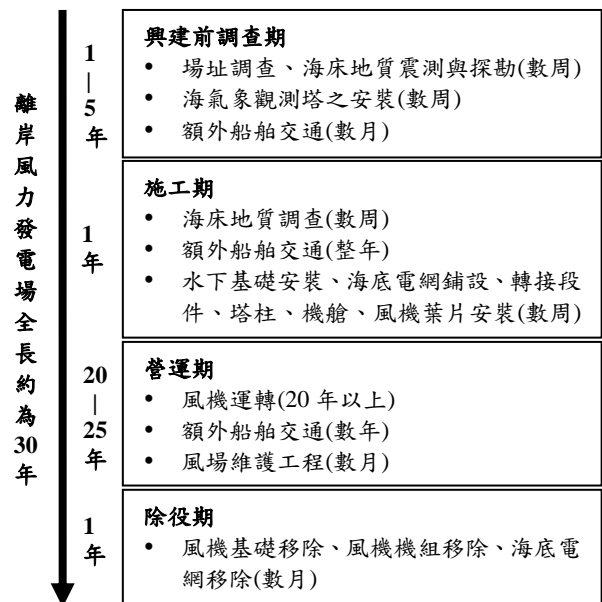 離岸風力發電場全長約為30年
1|5年
興建前調查期
• 場址調查、海床地質震測與探勘(數周)
• 海氣象觀測塔之安裝(數周)
• 額外船舶交通(數月)
1年
施工期
• 海床地質調查(數周)
• 額外船舶交通(整年)
• 水下基礎安裝、海底電網鋪設、轉接段
件、塔柱、機艙、風機葉片安裝(數周)
20|25年
營運期
• 風機運轉(20 年以上)
• 額外船舶交通(數年)
• 風場維護工程(數月)
1年
除役期
• 風機基礎移除、風機機組移除、海底電
網移除(數月)